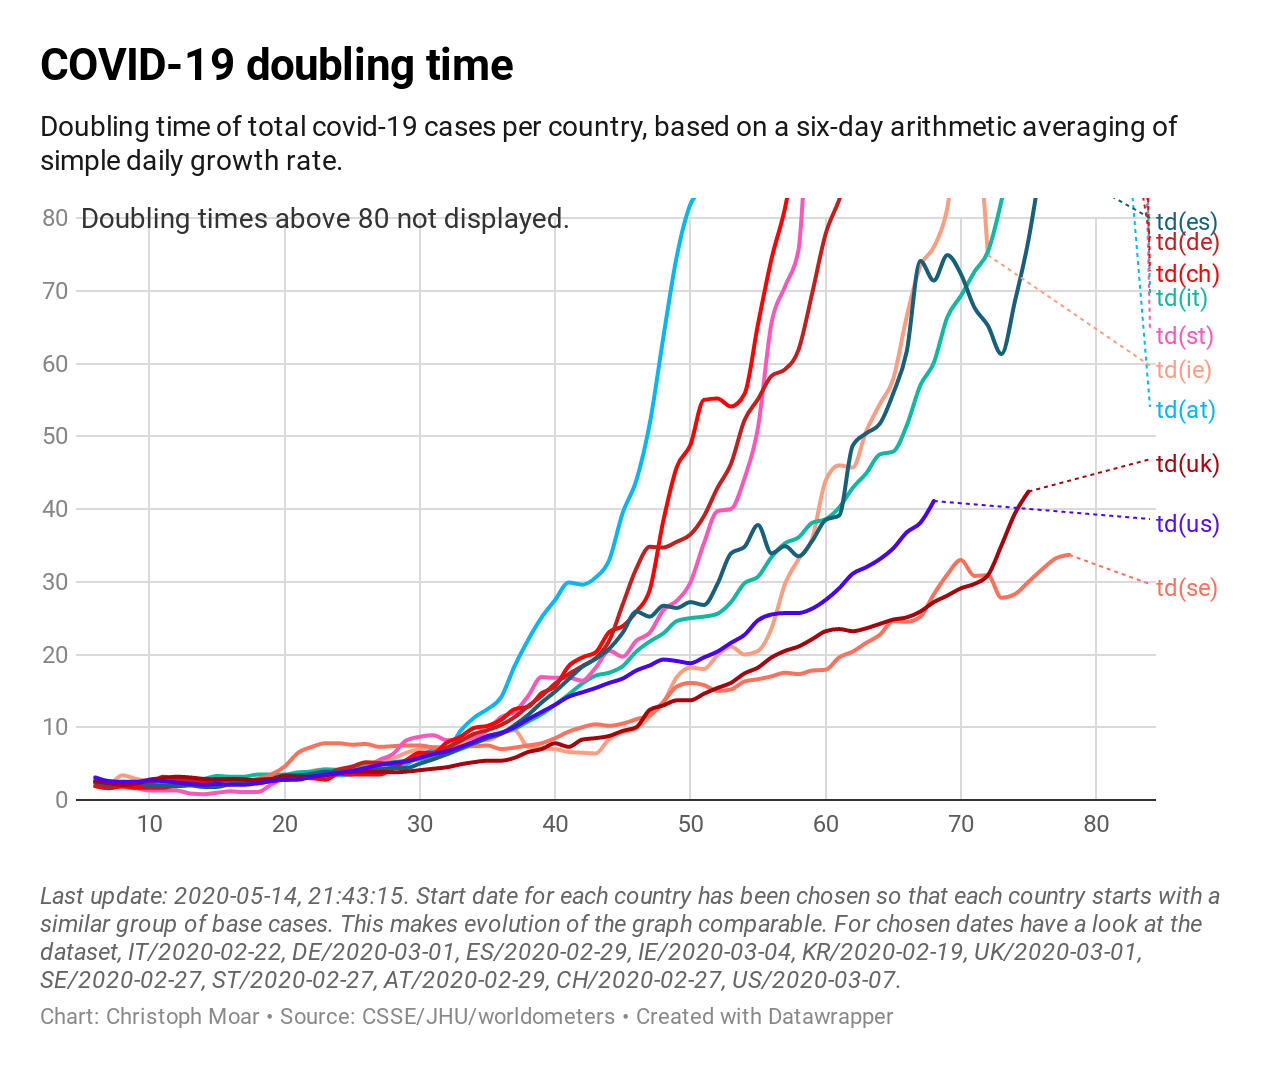 COVID-19 doubling time
Doubling time of total covid-19 cases per country, based on a six-day arithmetic averaging of
simple daily growth rate.
Doubling times above 80 not displayed.
80
70
60
50
40
30
20
10
0
10 20 30 40 50 60 70 80
td(es)
td(de)
td(ch)
td(it)
td(st)
td(ie)
td(at)
td(uk)
td(us)
td(se)
Last update: 2020-05-14, 21:43:15. Start date for each country has been chosen so that each country starts with a
similar group of base cases. This makes evolution of the graph comparable. For chosen dates have a look at the
dataset, IT/2020-02-22, DE/2020-03-01, ES/2020-02-29, IE/2020-03-04, KR/2020-02-19, UK/2020-03-01,
SE/2020-02-27, ST/2020-02-27, AT/2020-02-29, CH/2020-02-27, US/2020-03-07.
Chart: Christoph Moar • Source: CSSE/JHU/worldometers • Created with Datawrapper